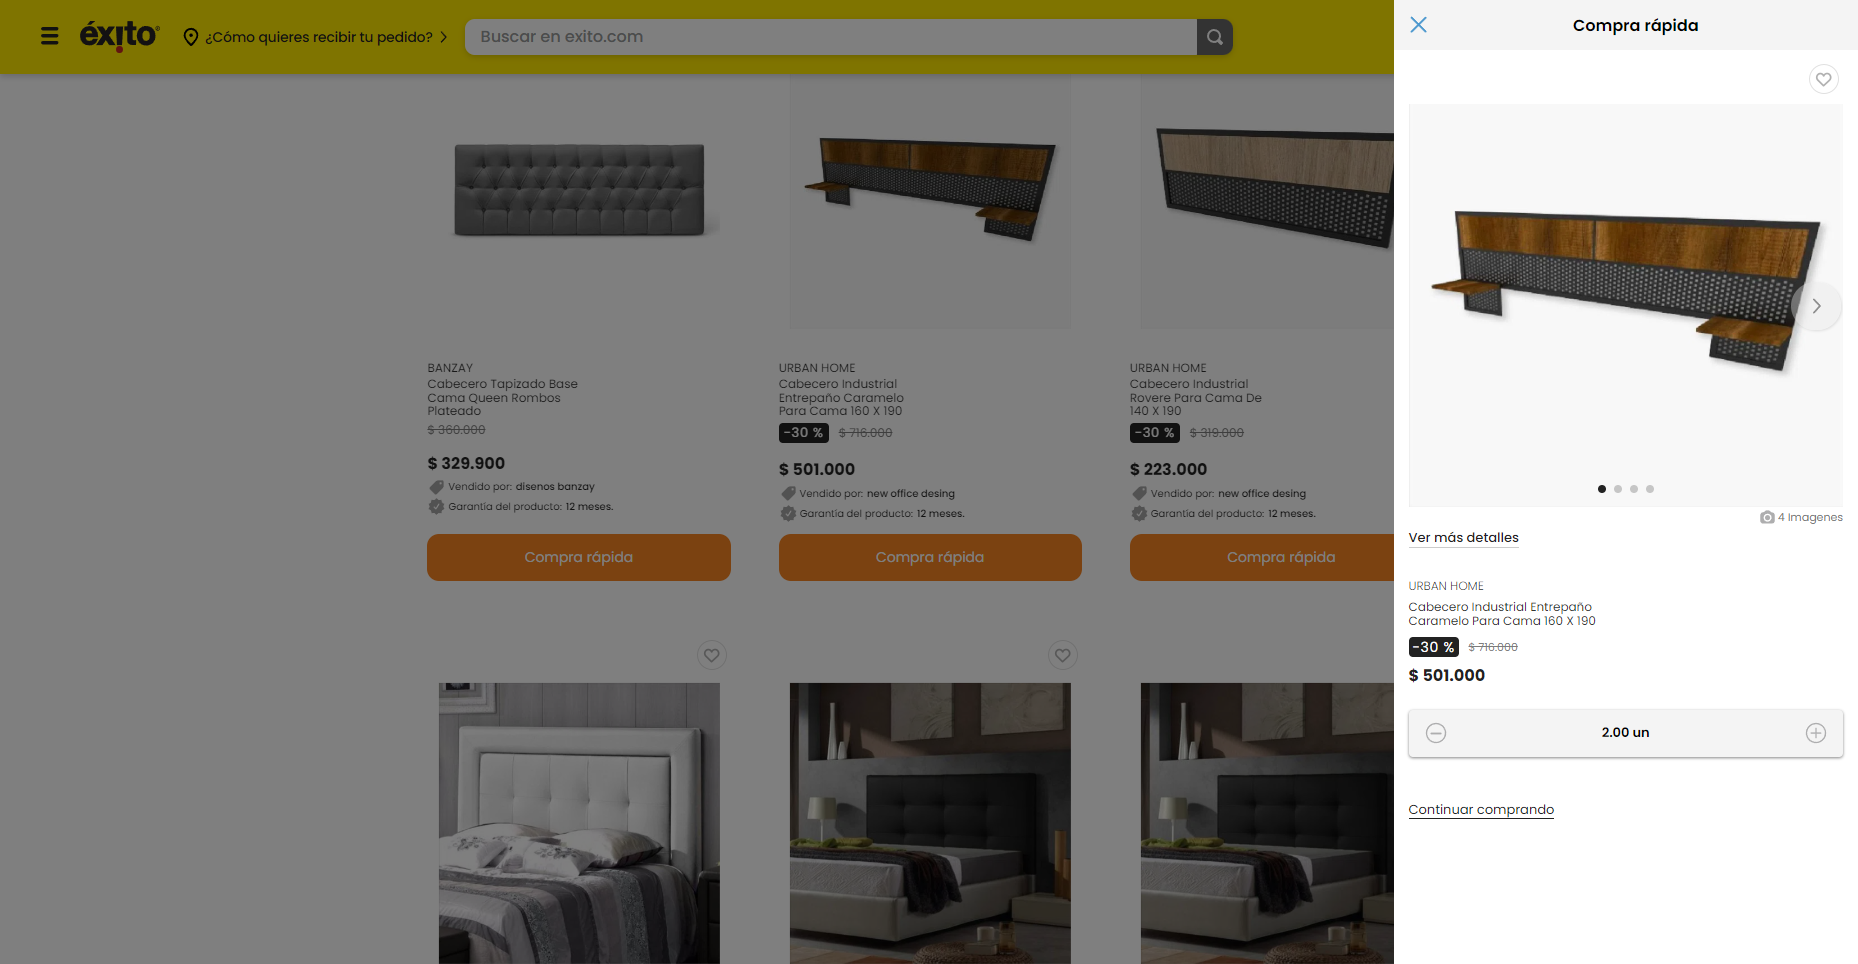 éxito
¿Cómo quieres recibir tu pedido?
Buscar en exito.com
BANZAY
Cabecero Tapizado Base
Cama Queen Rombos
Plateado
$ 360.000
$ 329.900
Vendido por: disenos banzay
Garantía del producto: 12 meses.
Compra rápida
URBAN HOME
Cabecero Industrial
Entrepaño Caramelo
Para Cama 160 X 190
-30 % $ 716.000
$ 501.000
Vendido por: new office desing
Garantía del producto: 12 meses.
Compra rápida
URBAN HOME
Cabecero Industrial
Rovere Para Cama De
140 X 190
-30 % $ 319.000
$ 223.000
Vendido por: new office desing
Garantía del producto: 12 meses.
Compra rápida
Compra rápida
4 Imagenes
Ver más detalles
URBAN HOME
Cabecero Industrial Entrepaño
Caramelo Para Cama 160 X 190
-30 % $ 716.000
$ 501.000
2.00 un
Continuar comprando